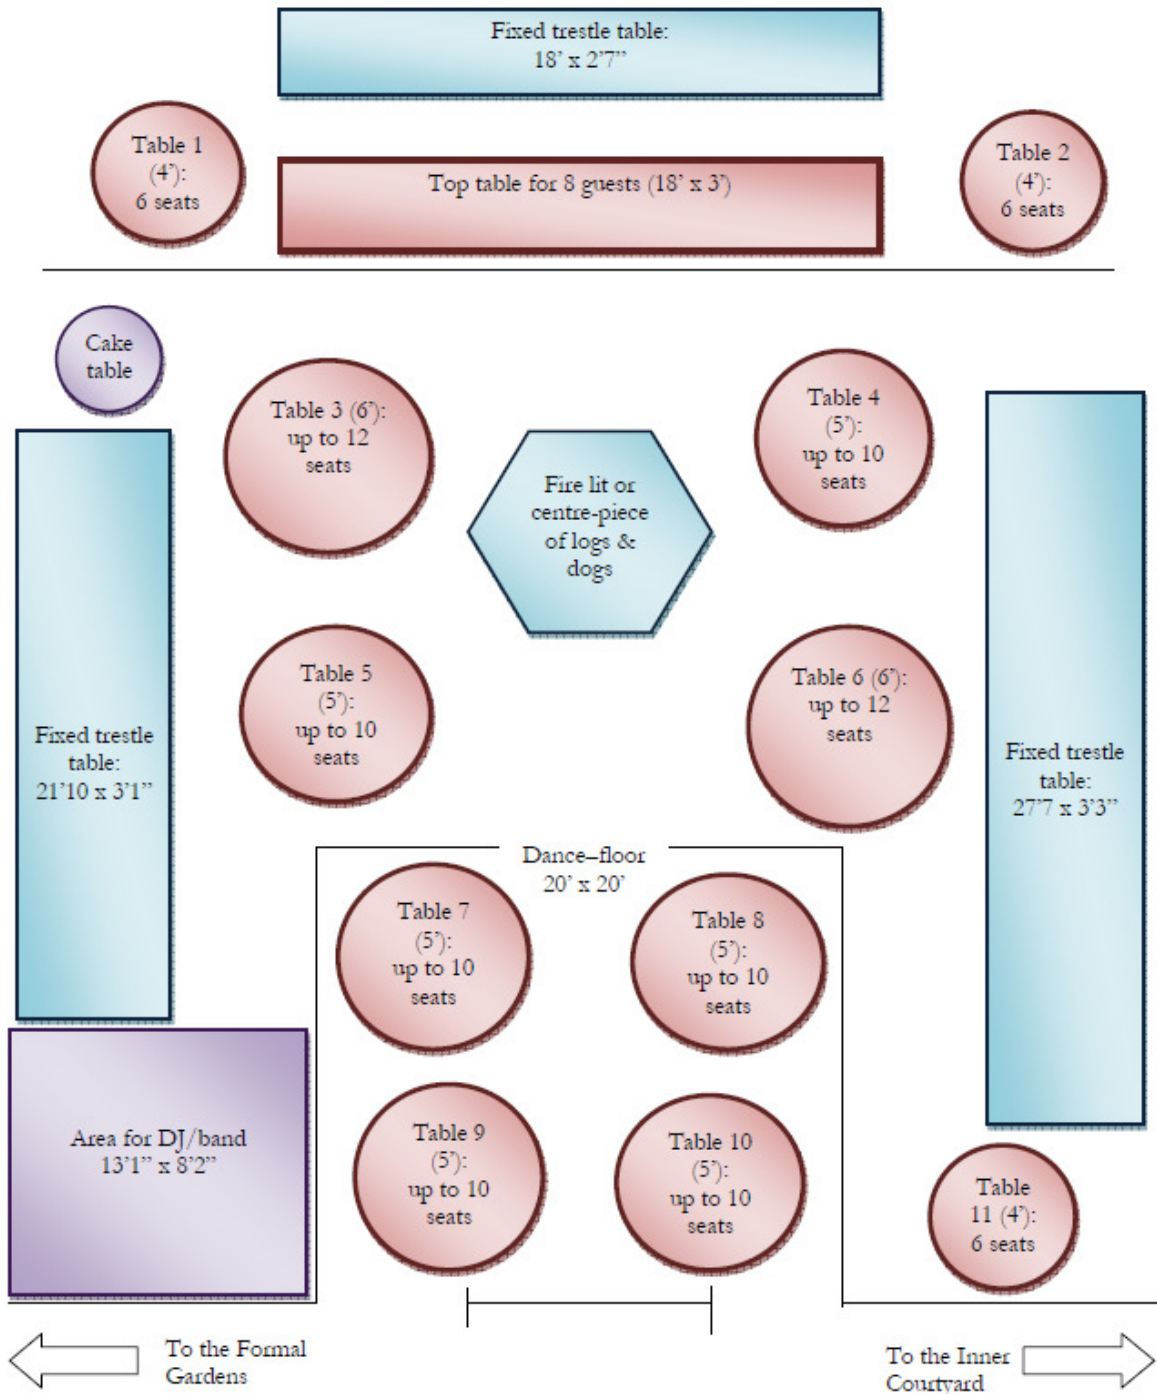 Fixed trestle table:
18’ x 2’7”
Table 1
(4’):
6 seats
Top table for 8 guests (18’ x 3’)
Table 2
(4’):
6 seats
Cake
table
Table 3 (6’):
up to 12
seats
Table 4
(5’):
up to 10
seats
Fire lit or
centre-piece
of logs &
dogs
Table 5
(5’):
up to 10
seats
Table 6 (6’):
up to 12
seats
Fixed trestle
table:
21’10 x 3’1”
Fixed trestle
table:
27’7 x 3’3”
Dance–floor
20’ x 20’
Table 7
(5’):
up to 10
seats
Table 8
(5’):
up to 10
seats
Area for DJ/band
13’1” x 8’2”
Table 9
(5’):
up to 10
seats
Table 10
(5’):
up to 10
seats
Table
11 (4’):
6 seats
To the Formal
Gardens
To the Inner
Courtyard